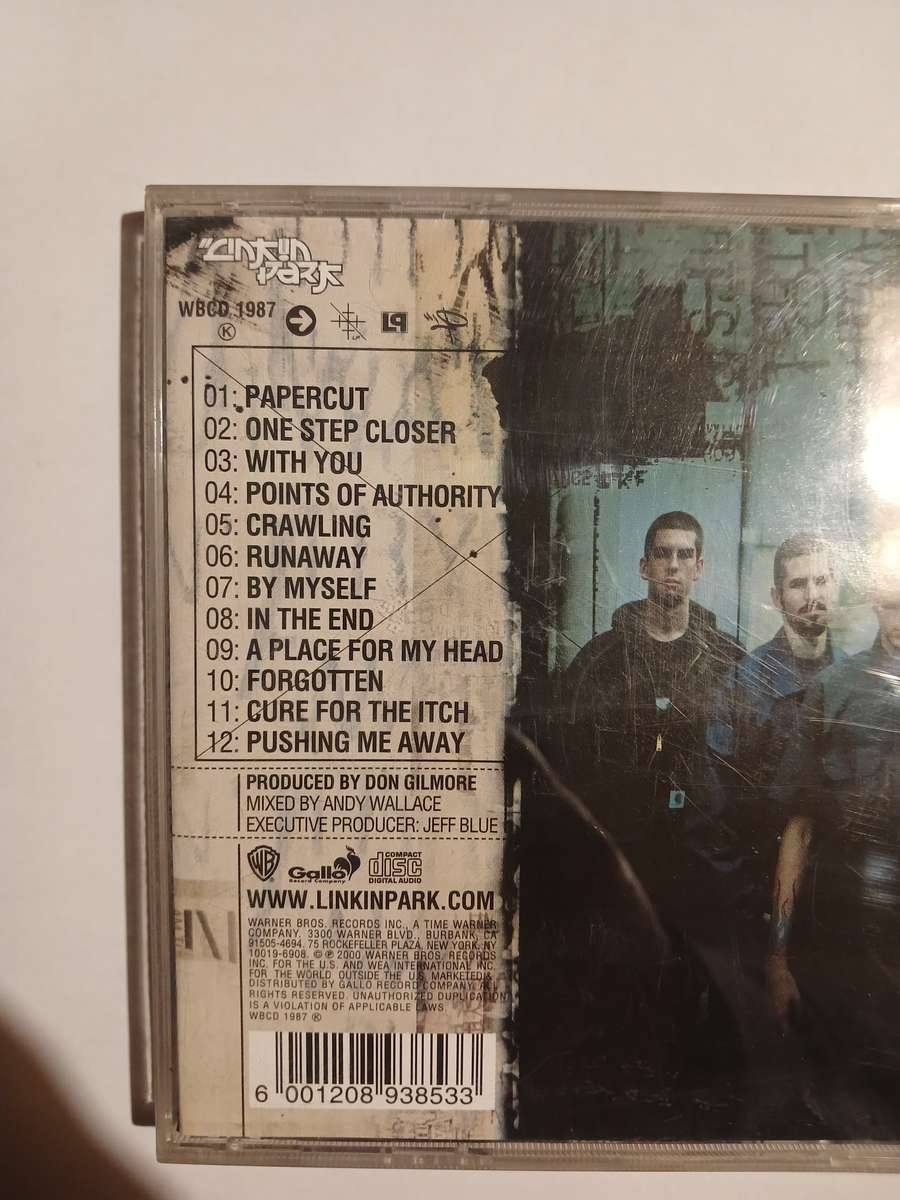 LINKIN
PARK
WBCD 1987
K
LP
01: PAPERCUT
02: ONE STEP CLOSER
03: WITH YOU
04: POINTS OF AUTHORITY
05: CRAWLING
06: RUNAWAY
07: BY MYSELF
08: IN THE END
09: A PLACE FOR MY HEAD
10: FORGOTTEN
11: CURE FOR THE ITCH
12: PUSHING ME AWAY
PRODUCED BY DON GILMORE
MIXED BY ANDY WALLACE
EXECUTIVE PRODUCER: JEFF BLUE
WB Gallo Record Company COMPACT disc DIGITAL AUDIO
WWW.LINKINPARK.COM
WARNER BROS. RECORDS INC., A TIME WARNER
COMPANY. 3300 WARNER BLVD., BURBANK, CA
91505-4694. 75 ROCKEFELLER PLAZA, NEW YORK, NY
10019-6908. © ℗ 2000 WARNER BROS. RECORDS
INC. FOR THE U.S. AND WEA INTERNATIONAL INC.
FOR THE WORLD OUTSIDE THE U.S. MARKETED &
DISTRIBUTED BY GALLO RECORD COMPANY. ALL
RIGHTS RESERVED. UNAUTHORIZED DUPLICATION
IS A VIOLATION OF APPLICABLE LAWS.
WBCD 1987 K
6 001208 938533